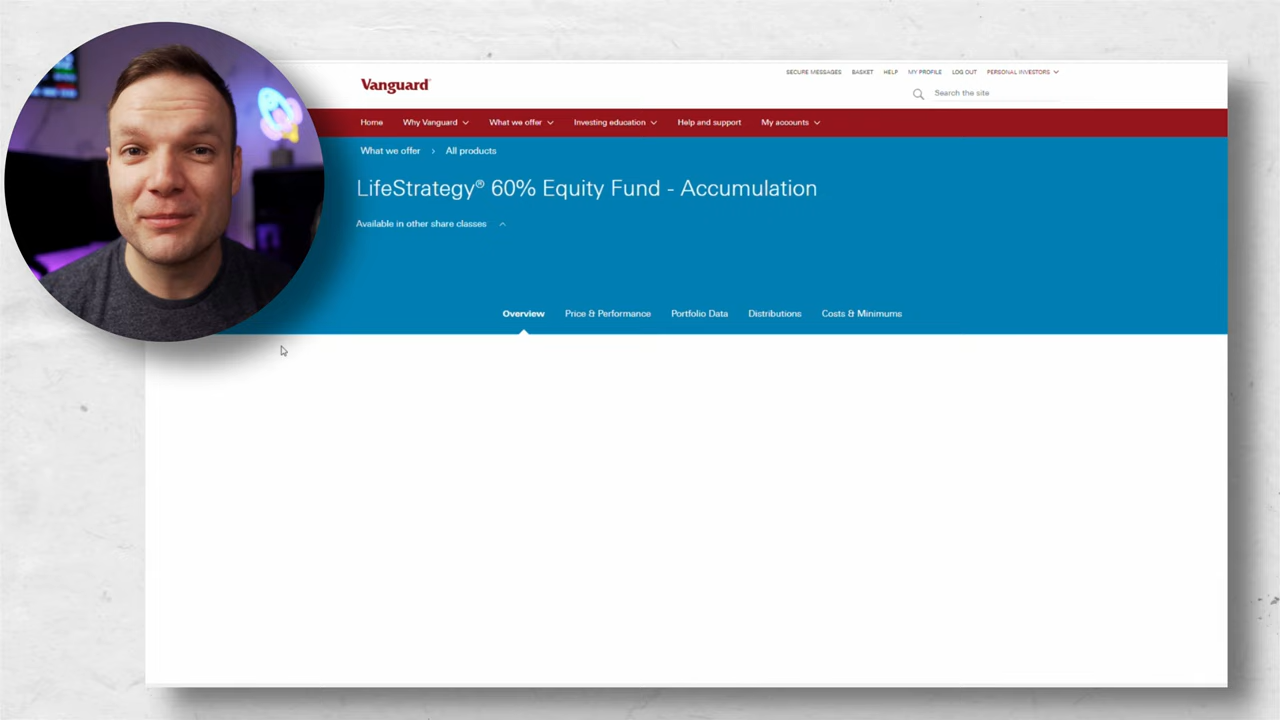 Vanguard
SECURE MESSAGES BASKET HELP MY PROFILE LOG OUT PERSONAL INVESTORS
Search the site
Home Why Vanguard What we offer Investing education Help and support My accounts
What we offer > All products
LifeStrategy® 60% Equity Fund - Accumulation
Available in other share classes
Overview Price & Performance Portfolio Data Distributions Costs & Minimums